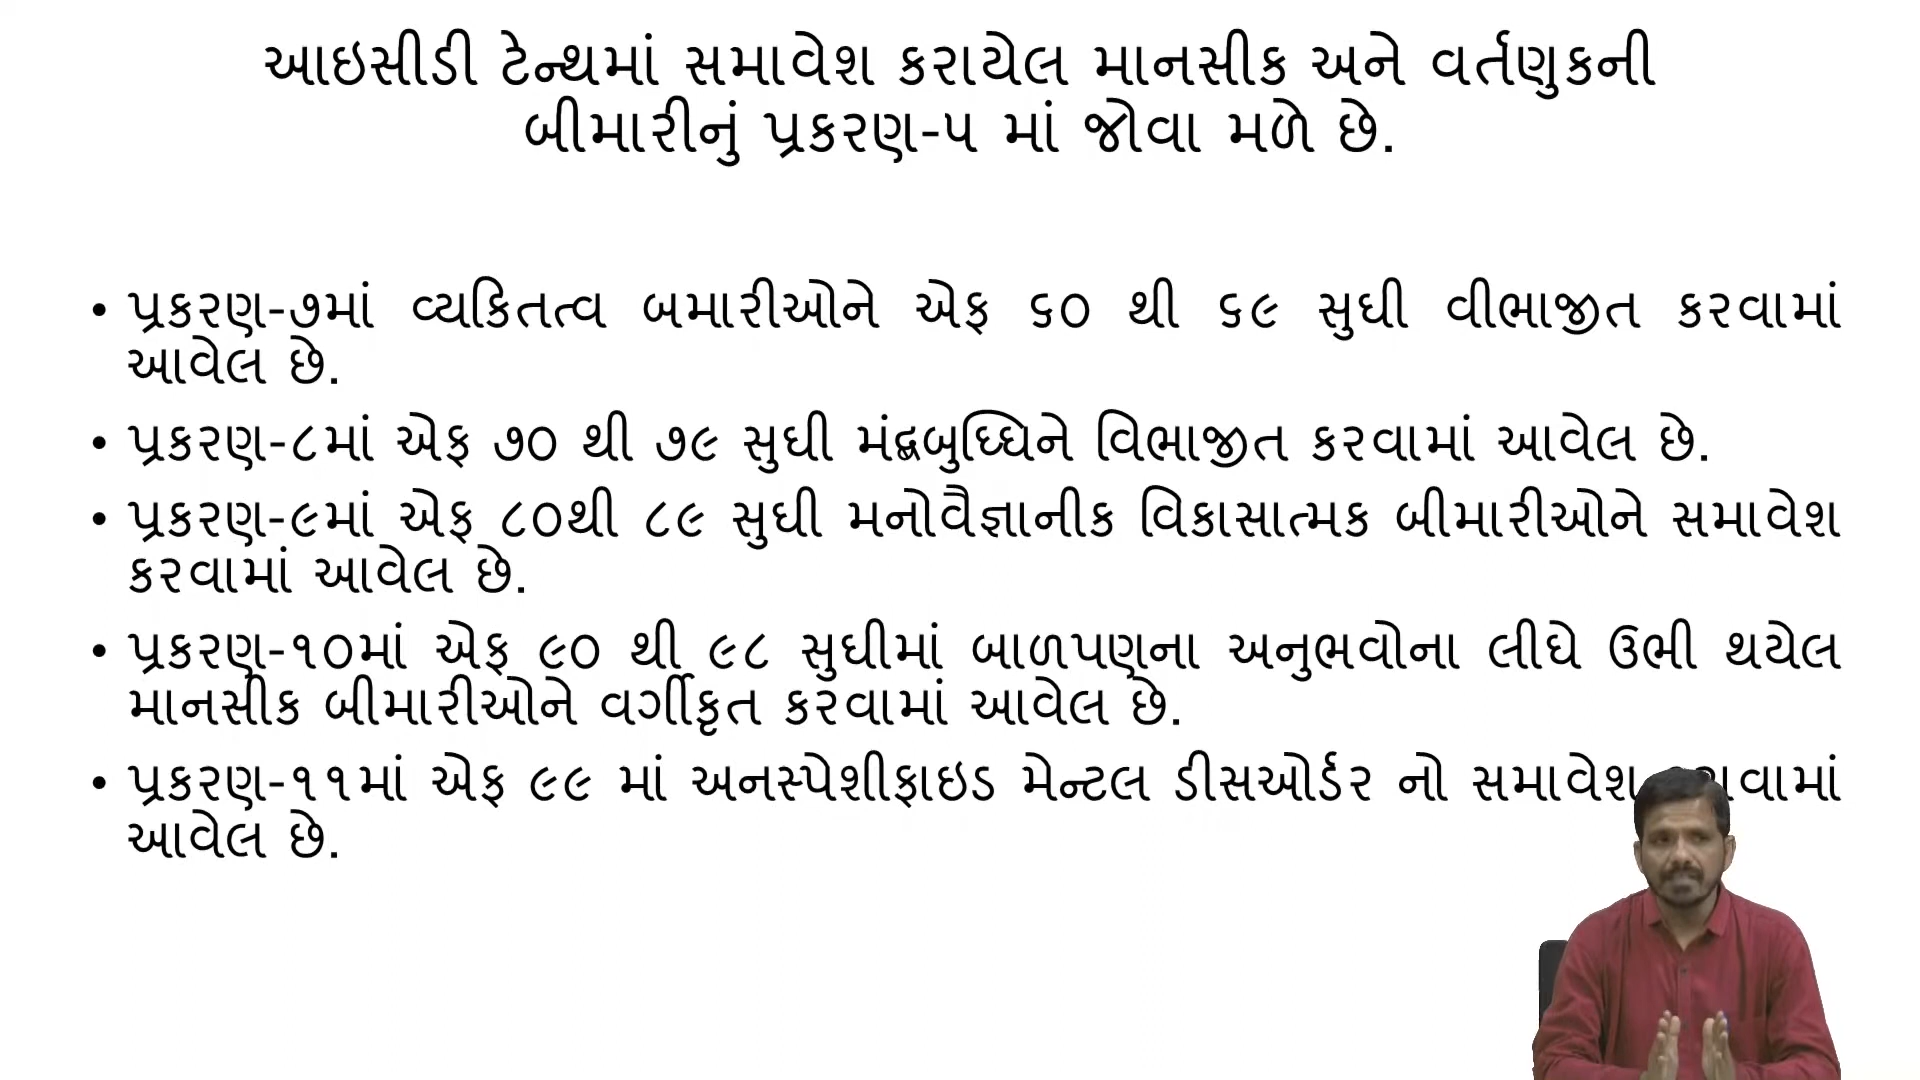 આઇસીડી ટેન્થમાં સમાવેશ કરાયેલ માનસીક અને વર્તણુકની
બીમારીનું પ્રકરણ-૫ માં જોવા મળે છે.
• પ્રકરણ-૭માં વ્યકિતત્વ બમારીઓને એફ ૬૦ થી ૬૯ સુધી વીભાજીત કરવામાં
આવેલ છે.
• પ્રકરણ-૮માં એફ ૭૦ થી ૭૯ સુધી મંદ્બબુધ્ધિને વિભાજીત કરવામાં આવેલ છે.
• પ્રકરણ-૯માં એફ ૮૦થી ૮૯ સુધી મનોવૈજ્ઞાનીક વિકાસાત્મક બીમારીઓને સમાવેશ
કરવામાં આવેલ છે.
• પ્રકરણ-૧૦માં એફ ૯૦ થી ૯૮ સુધીમાં બાળપણના અનુભવોના લીધે ઉભી થયેલ
માનસીક બીમારીઓને વર્ગીકૃત કરવામાં આવેલ છે.
• પ્રકરણ-૧૧માં એફ ૯૯ માં અનસ્પેશીફાઇડ મેન્ટલ ડીસઓર્ડર નો સમાવેશ
આવેલ છે.